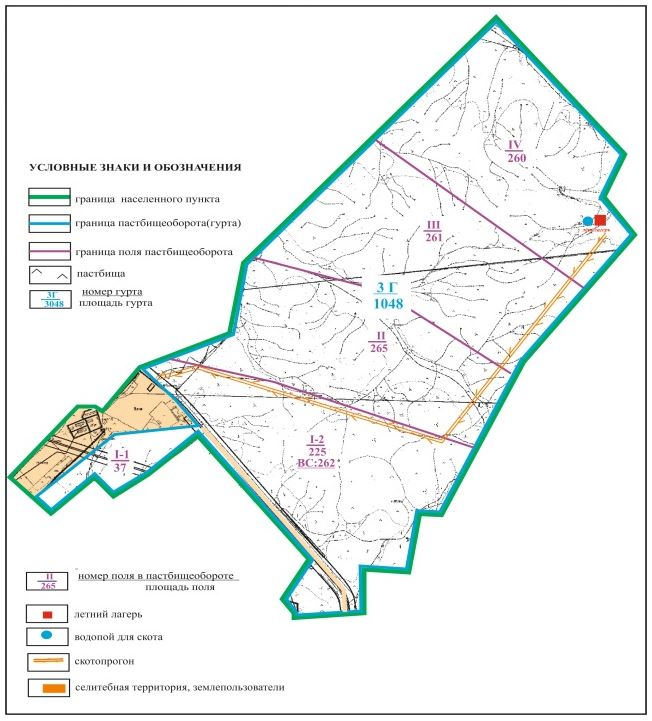 IV
260
III
261
УСЛОВНЫЕ ЗНАКИ И ОБОЗНАЧЕНИЯ
граница населенного пункта
граница пастбищеоборота(гурта)
граница поля пастбищеоборота
пастбища
3Г
3048
номер гурта
площадь гурта
3 Г
1048
II
265
I-2
225
ВС:262
I-1
37
II
265
номер поля в пастбищеобороте
площадь поля
летний лагерь
водопой для скота
скотопрогон
селитебная территория, землепользователи